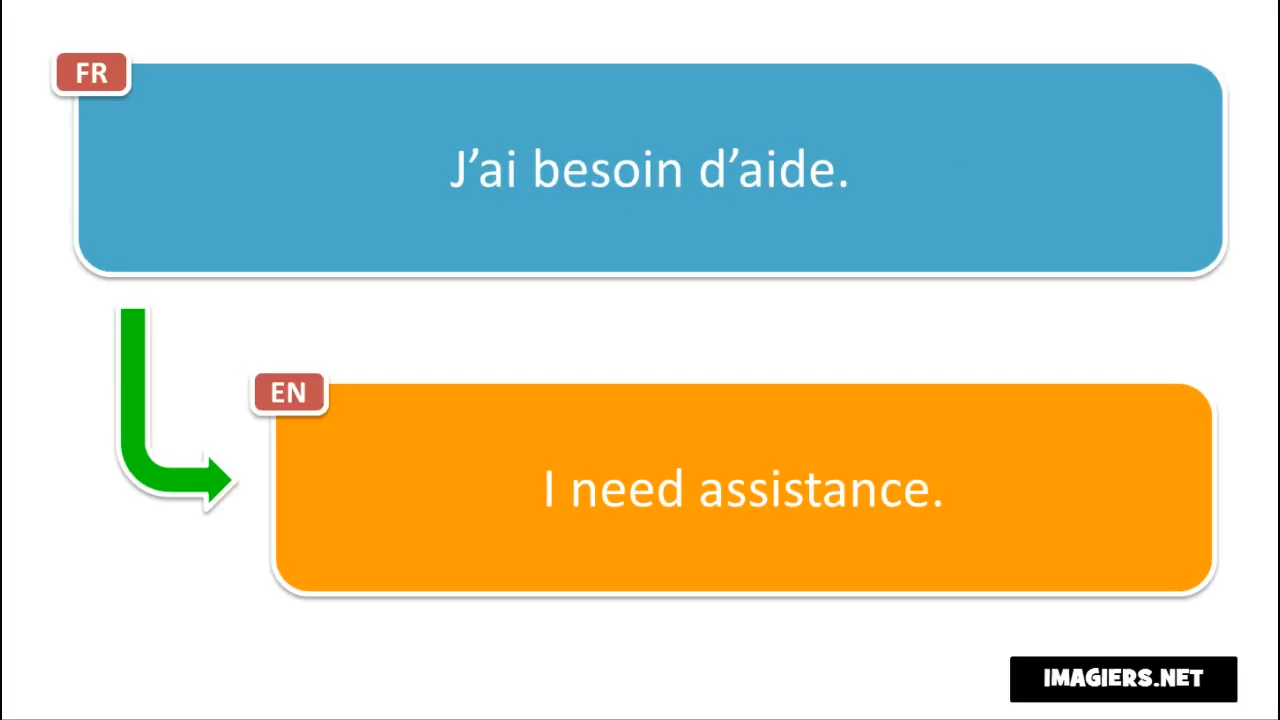 FR
J’ai besoin d’aide.
EN
I need assistance.
IMAGIERS.NET